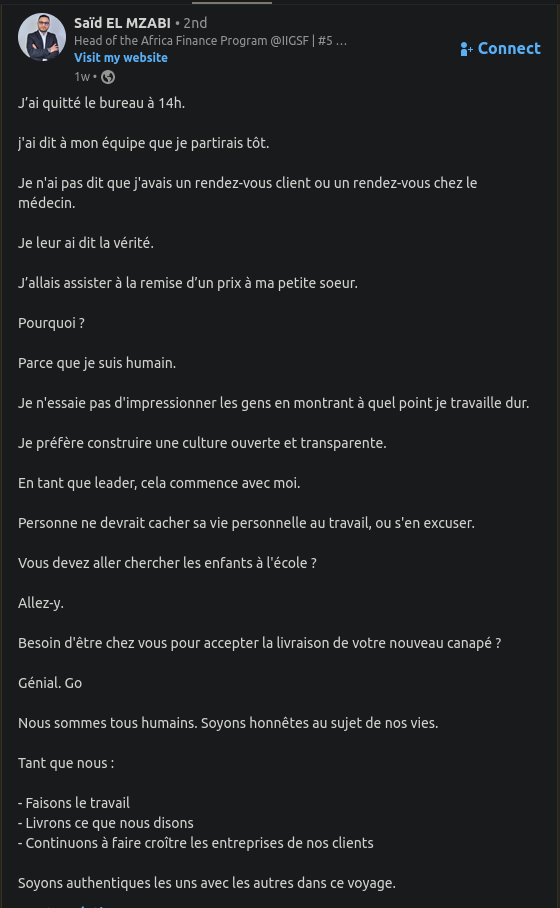 Saïd EL MZABI • 2nd
Head of the Africa Finance Program @IIGSF | #5 …
Visit my website
1w •
Connect
J’ai quitté le bureau à 14h.
j'ai dit à mon équipe que je partirais tôt.
Je n'ai pas dit que j'avais un rendez-vous client ou un rendez-vous chez le
médecin.
Je leur ai dit la vérité.
J’allais assister à la remise d’un prix à ma petite soeur.
Pourquoi ?
Parce que je suis humain.
Je n'essaie pas d'impressionner les gens en montrant à quel point je travaille dur.
Je préfère construire une culture ouverte et transparente.
En tant que leader, cela commence avec moi.
Personne ne devrait cacher sa vie personnelle au travail, ou s'en excuser.
Vous devez aller chercher les enfants à l'école ?
Allez-y.
Besoin d'être chez vous pour accepter la livraison de votre nouveau canapé ?
Génial. Go
Nous sommes tous humains. Soyons honnêtes au sujet de nos vies.
Tant que nous :
- Faisons le travail
- Livrons ce que nous disons
- Continuons à faire croître les entreprises de nos clients
Soyons authentiques les uns avec les autres dans ce voyage.